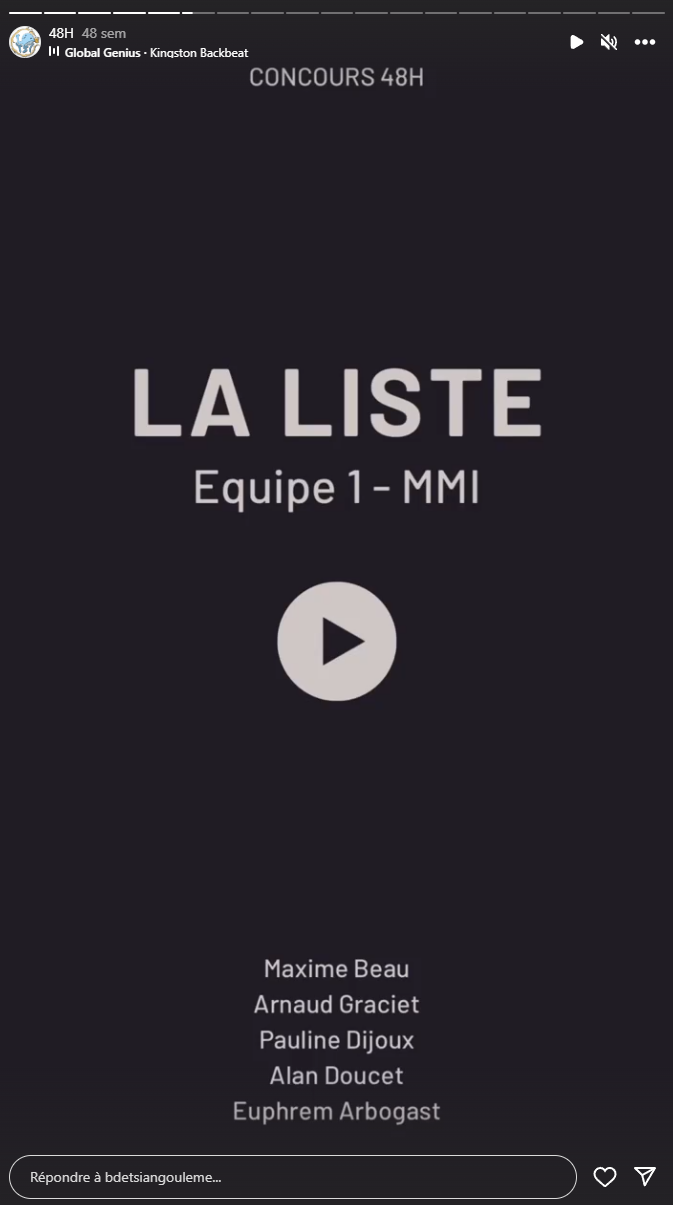 48H 48 sem
Global Genius · Kingston Backbeat
CONCOURS 48H
LA LISTE
Equipe 1 - MMI
Maxime Beau
Arnaud Graciet
Pauline Dijoux
Alan Doucet
Euphrem Arbogast
Répondre à bdetsiangouleme...